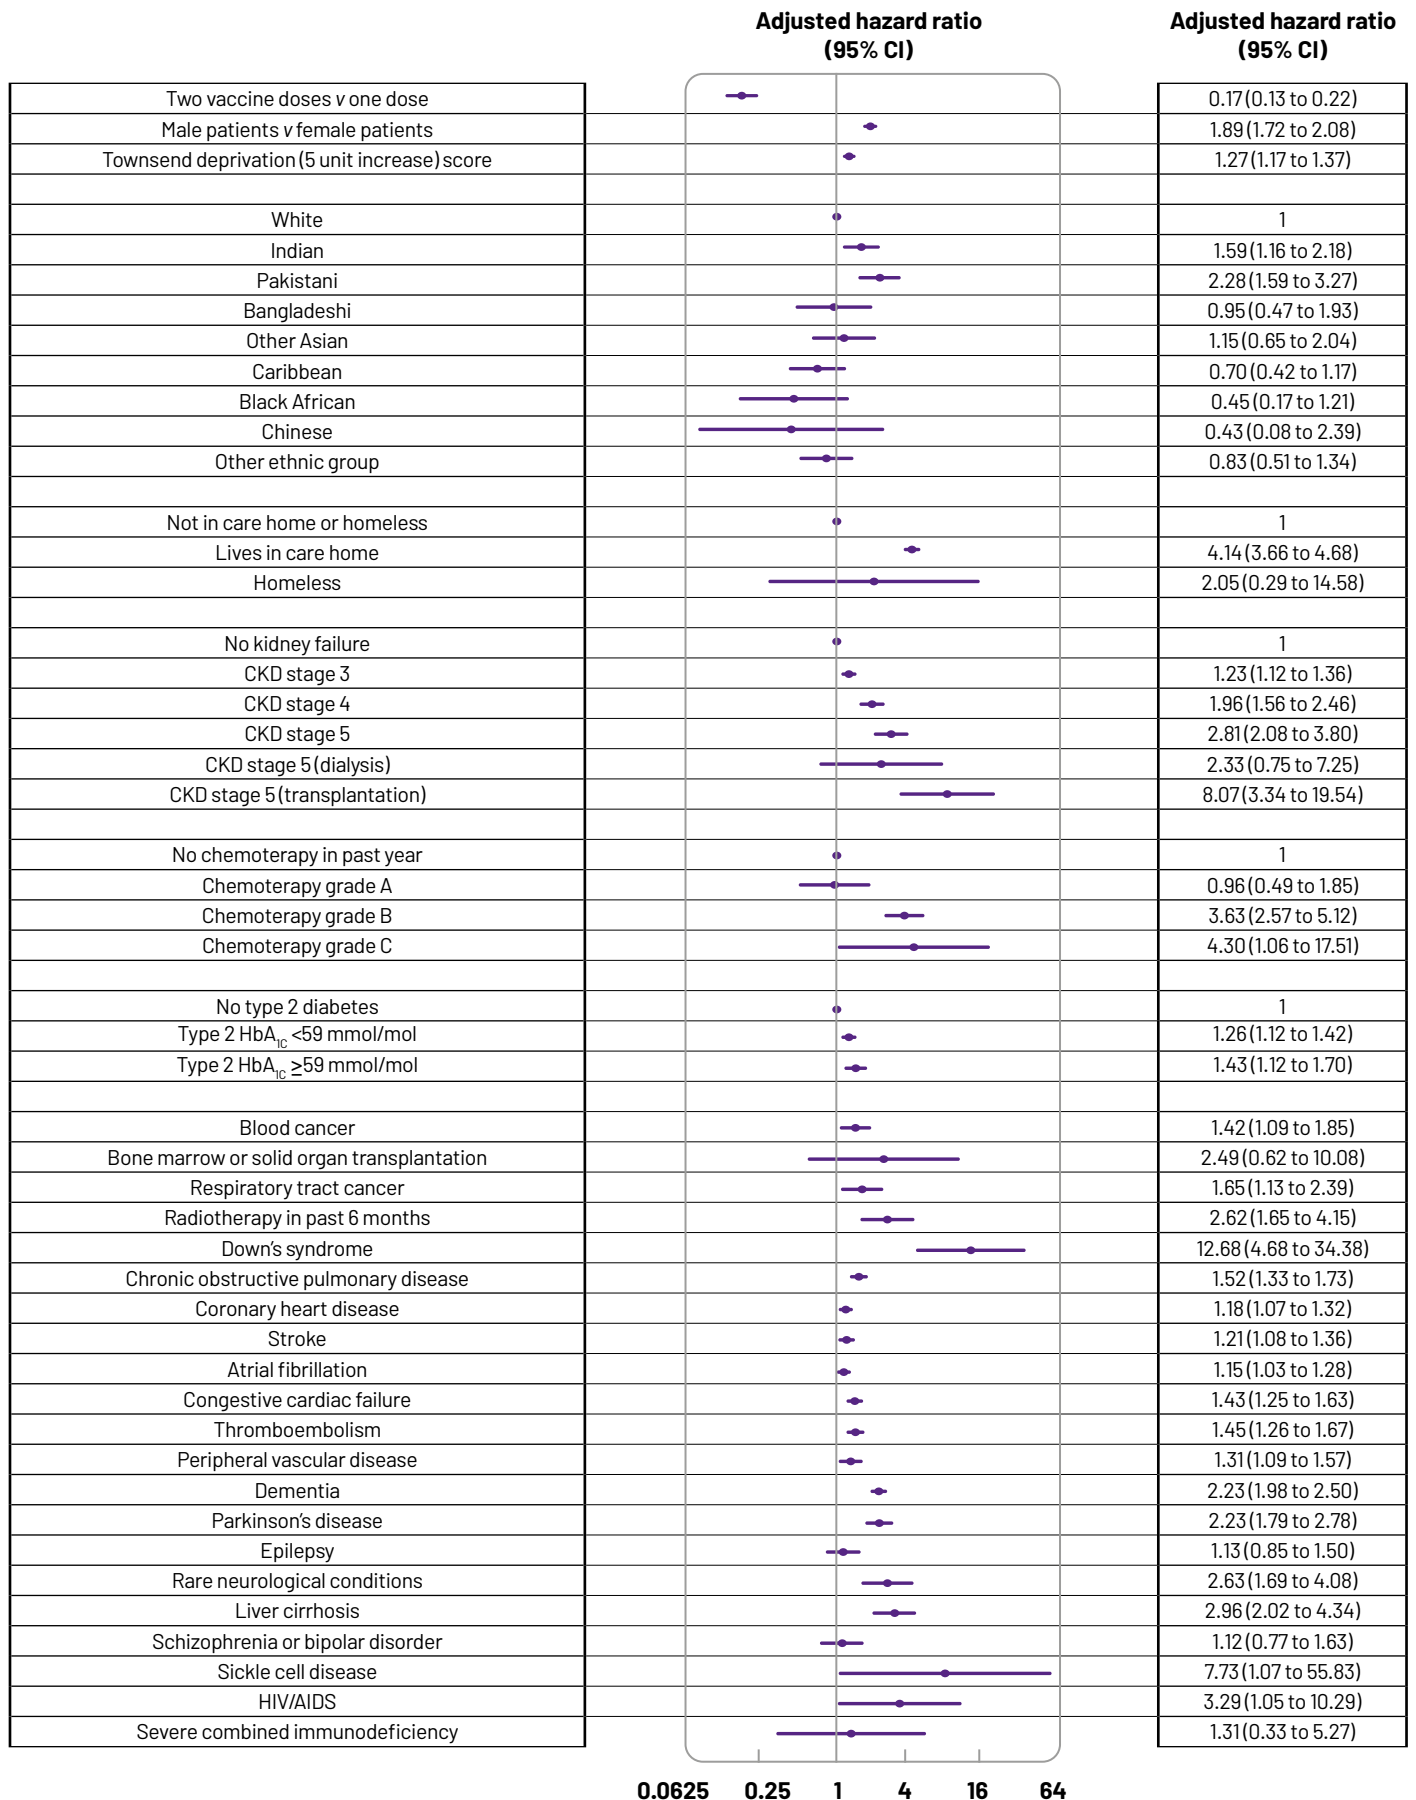 Adjusted hazard ratio
(95% CI)
Adjusted hazard ratio
(95% CI)
Two vaccine doses v one dose 0.17 (0.13 to 0.22)
Male patients v female patients 1.89 (1.72 to 2.08)
Townsend deprivation (5 unit increase) score 1.27 (1.17 to 1.37)
White 1
Indian 1.59 (1.16 to 2.18)
Pakistani 2.28 (1.59 to 3.27)
Bangladeshi 0.95 (0.47 to 1.93)
Other Asian 1.15 (0.65 to 2.04)
Caribbean 0.70 (0.42 to 1.17)
Black African 0.45 (0.17 to 1.21)
Chinese 0.43 (0.08 to 2.39)
Other ethnic group 0.83 (0.51 to 1.34)
Not in care home or homeless 1
Lives in care home 4.14 (3.66 to 4.68)
Homeless 2.05 (0.29 to 14.58)
No kidney failure 1
CKD stage 3 1.23 (1.12 to 1.36)
CKD stage 4 1.96 (1.56 to 2.46)
CKD stage 5 2.81 (2.08 to 3.80)
CKD stage 5 (dialysis) 2.33 (0.75 to 7.25)
CKD stage 5 (transplantation) 8.07 (3.34 to 19.54)
No chemoterapy in past year 1
Chemoterapy grade A 0.96 (0.49 to 1.85)
Chemoterapy grade B 3.63 (2.57 to 5.12)
Chemoterapy grade C 4.30 (1.06 to 17.51)
No type 2 diabetes 1
Type 2 HbA1C <59 mmol/mol 1.26 (1.12 to 1.42)
Type 2 HbA1C ≥59 mmol/mol 1.43 (1.12 to 1.70)
Blood cancer 1.42 (1.09 to 1.85)
Bone marrow or solid organ transplantation 2.49 (0.62 to 10.08)
Respiratory tract cancer 1.65 (1.13 to 2.39)
Radiotherapy in past 6 months 2.62 (1.65 to 4.15)
Down's syndrome 12.68 (4.68 to 34.38)
Chronic obstructive pulmonary disease 1.52 (1.33 to 1.73)
Coronary heart disease 1.18 (1.07 to 1.32)
Stroke 1.21 (1.08 to 1.36)
Atrial fibrillation 1.15 (1.03 to 1.28)
Congestive cardiac failure 1.43 (1.25 to 1.63)
Thromboembolism 1.45 (1.26 to 1.67)
Peripheral vascular disease 1.31 (1.09 to 1.57)
Dementia 2.23 (1.98 to 2.50)
Parkinson's disease 2.23 (1.79 to 2.78)
Epilepsy 1.13 (0.85 to 1.50)
Rare neurological conditions 2.63 (1.69 to 4.08)
Liver cirrhosis 2.96 (2.02 to 4.34)
Schizophrenia or bipolar disorder 1.12 (0.77 to 1.63)
Sickle cell disease 7.73 (1.07 to 55.83)
HIV/AIDS 3.29 (1.05 to 10.29)
Severe combined immunodeficiency 1.31 (0.33 to 5.27)
0.0625 0.25 1 4 16 64